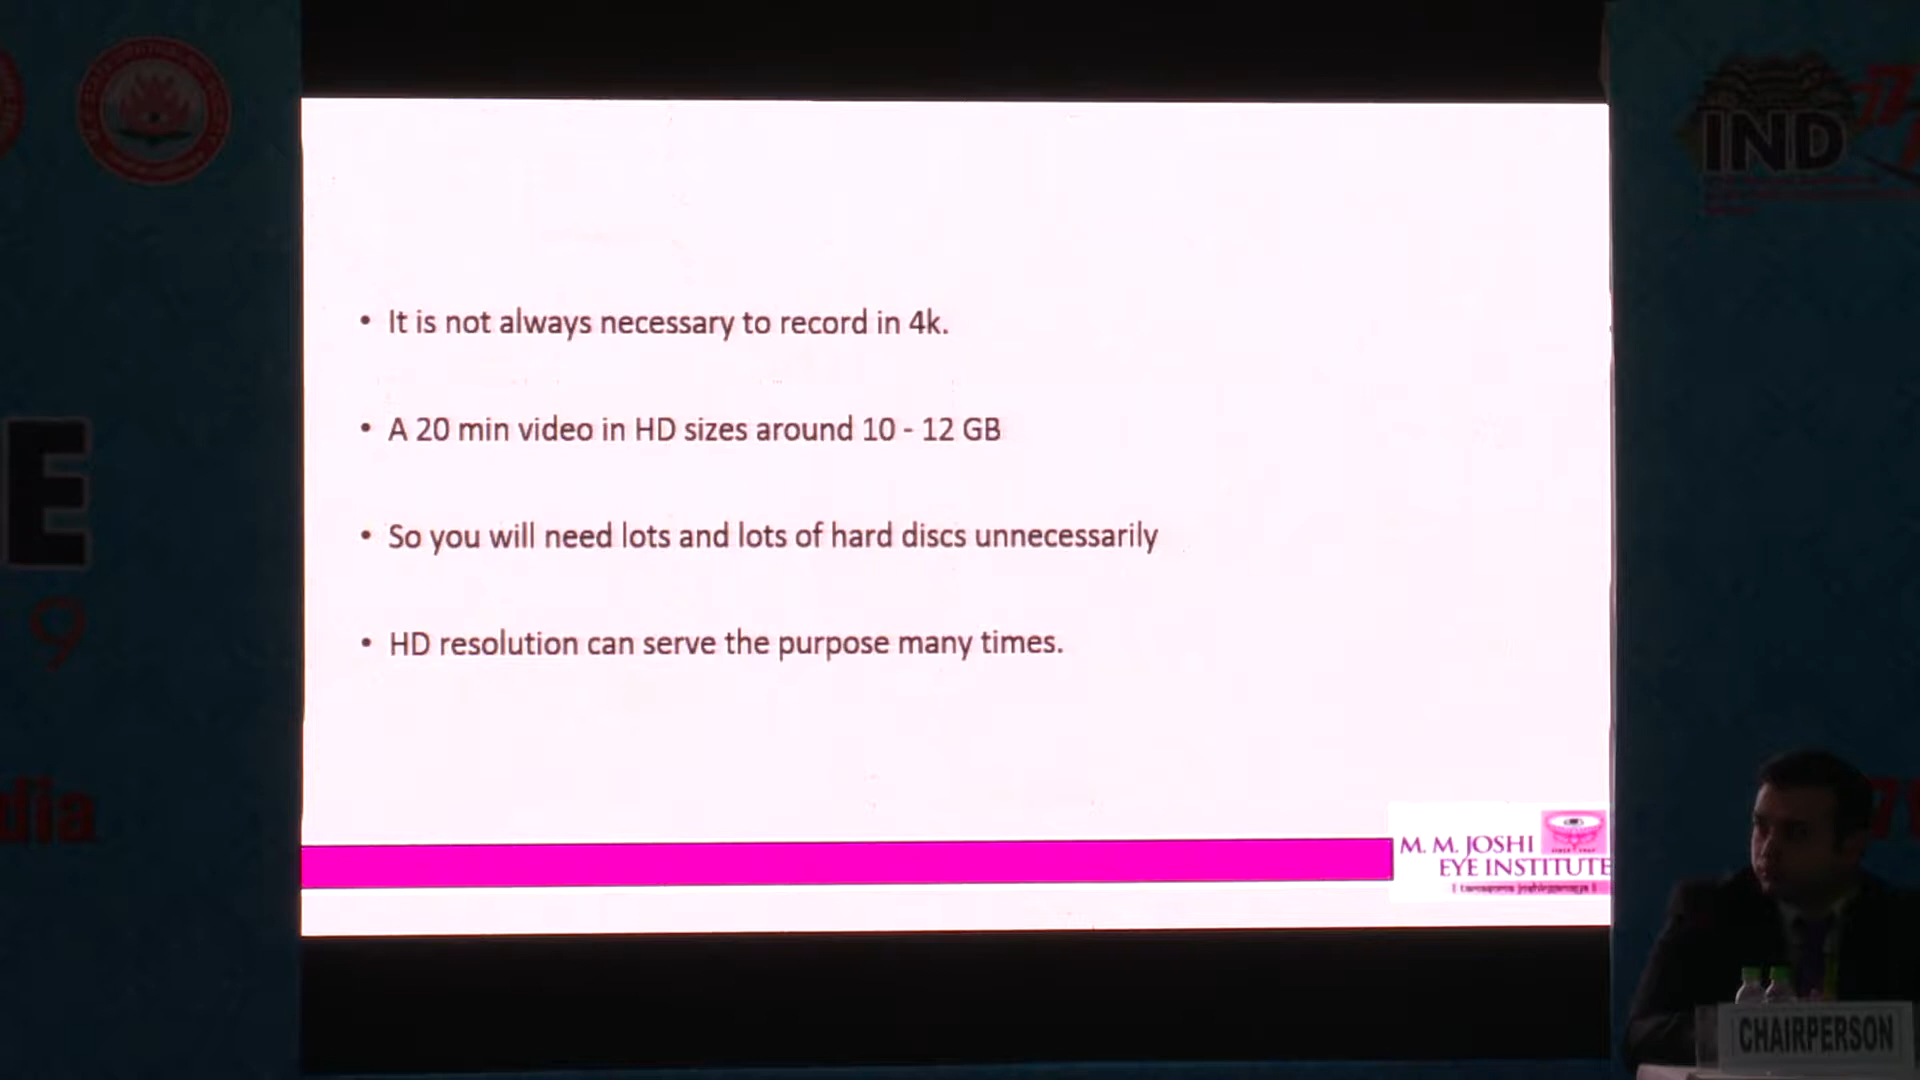 IND
• It is not always necessary to record in 4k.
• A 20 min video in HD sizes around 10 - 12 GB
• So you will need lots and lots of hard discs unnecessarily
• HD resolution can serve the purpose many times.
E
9
dia
M. M. JOSHI
EYE INSTITUTE
CHAIRPERSON